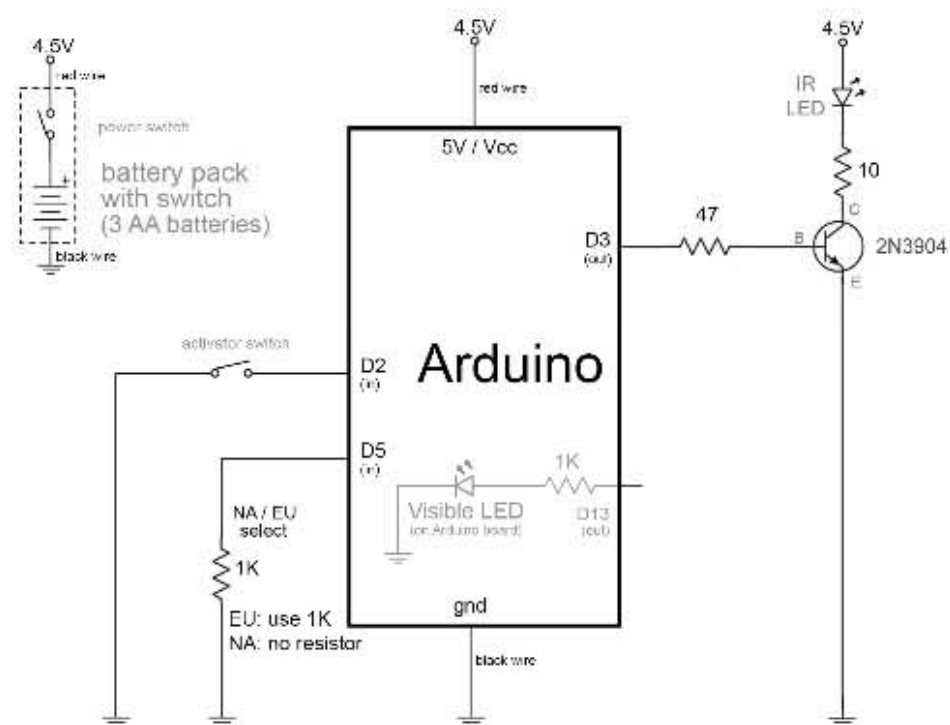 4.5V
red wire
power switch
+
battery pack
with switch
(3 AA batteries)
black wire
4.5V
red wire
5V / Vcc
4.5V
IR
LED
10
C
47
B
2N3904
E
D3
(out)
activator switch
D2
(in)
Arduino
D5
(in)
1K
Visible LED
(on Arduino board)
D13
(out)
NA / EU
select
1K
EU: use 1K
NA: no resistor
gnd
black wire